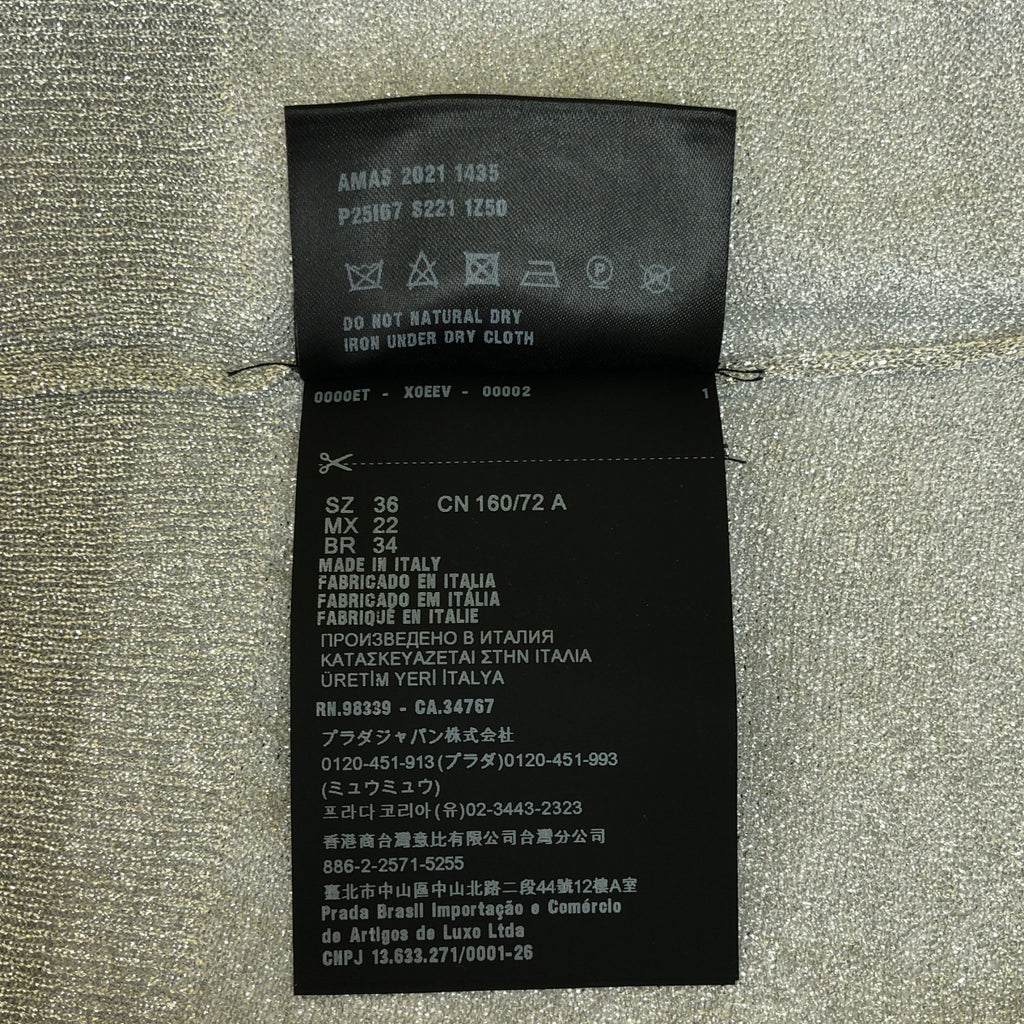 AMAS 2021 1435
P25I67 S221 1Z50
P
DO NOT NATURAL DRY
IRON UNDER DRY CLOTH
0000ET - X0EEV - 00002 1
SZ 36 CN 160/72 A
MX 22
BR 34
MADE IN ITALY
FABRICADO EN ITALIA
FABRICADO EM ITÁLIA
FABRIQUÉ EN ITALIE
ПРОИЗВЕДЕНО В ИТАЛИЯ
ΚΑΤΑΣΚΕΥΑΖΕΤΑΙ ΣΤΗΝ ΙΤΑΛΙΑ
ÜRETİM YERİ İTALYA
RN.98339 - CA.34767
プラダジャパン株式会社
0120-451-913(プラダ)0120-451-993
(ミュウミュウ)
프라다코리아(유)02-3443-2323
香港商台灣意比有限公司台灣分公司
886-2-2571-5255
臺北市中山區中山北路二段44號12樓A室
Prada Brasil Importação e Comércio
de Artigos de Luxo Ltda
CNPJ 13.633.271/0001-26